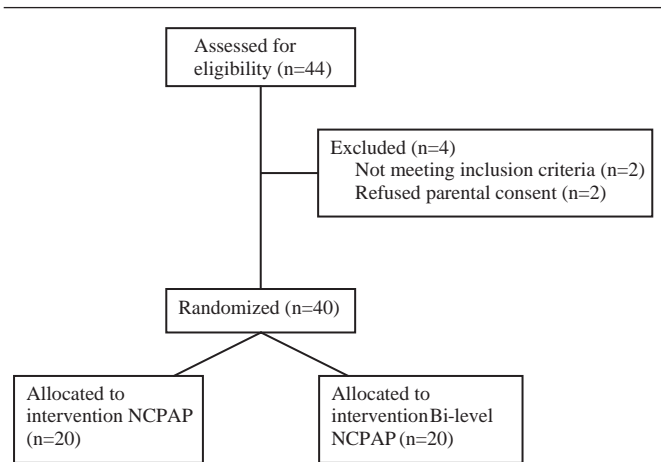 Assessed for
eligibility (n=44)
Excluded (n=4)
Not meeting inclusion criteria (n=2)
Refused parental consent (n=2)
Randomized (n=40)
Allocated to
intervention NCPAP
(n=20)
Allocated to
interventionBi-level
NCPAP (n=20)